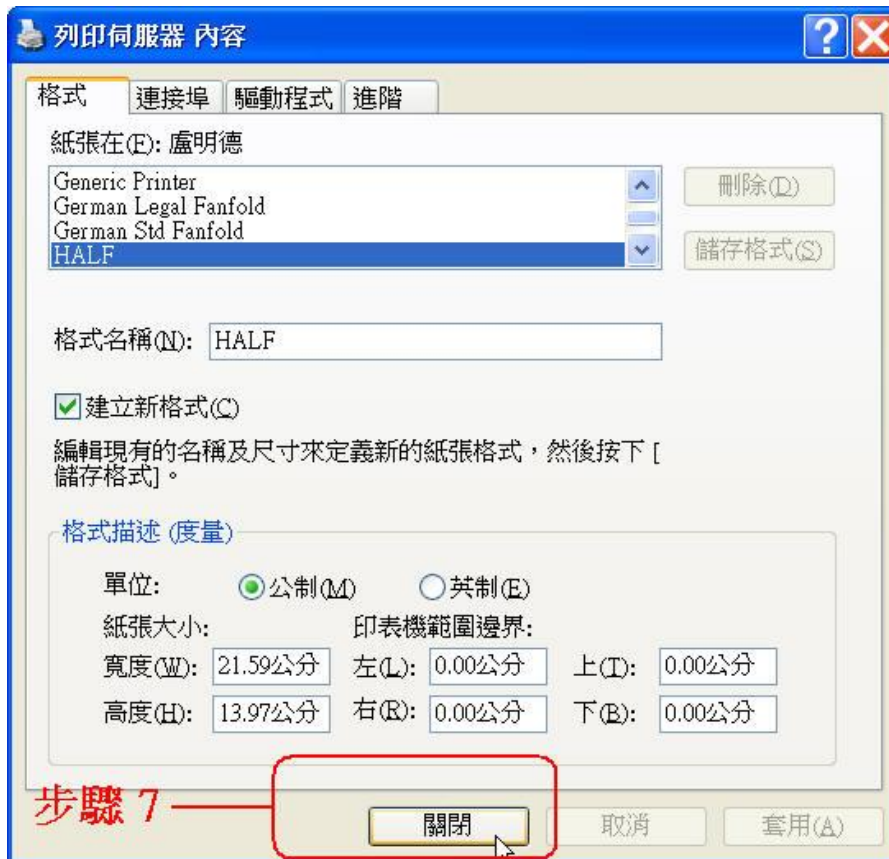 列印伺服器 內容
格式 連接埠 驅動程式 進階
紙張在(F): 盧明德
Generic Printer
German Legal Fanfold
German Std Fanfold
HALF
刪除(D)
儲存格式(S)
格式名稱(N): HALF
建立新格式(C)
編輯現有的名稱及尺寸來定義新的紙張格式，然後按下 [
儲存格式]。
格式描述 (度量)
單位: 公制(M) 英制(E)
紙張大小: 印表機範圍邊界:
寬度(W): 21.59公分 左(L): 0.00公分 上(T): 0.00公分
高度(H): 13.97公分 右(R): 0.00公分 下(B): 0.00公分
步驟 7
關閉 取消 套用(A)